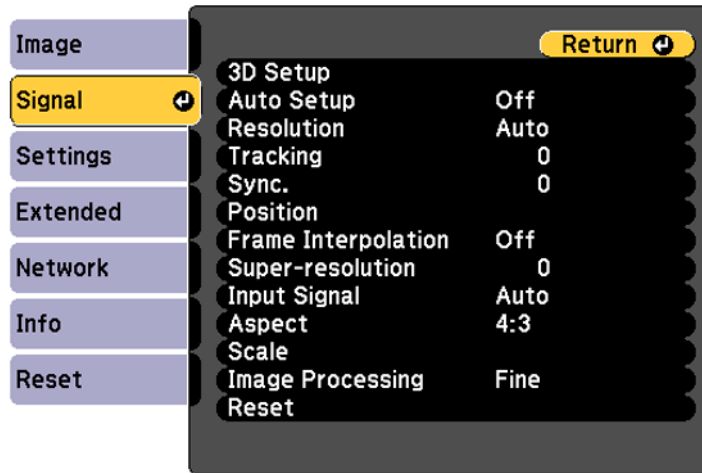 Image
Signal
Settings
Extended
Network
Info
Reset
Return
3D Setup
Auto Setup Off
Resolution Auto
Tracking 0
Sync. 0
Position
Frame Interpolation Off
Super-resolution 0
Input Signal Auto
Aspect 4:3
Scale
Image Processing Fine
Reset